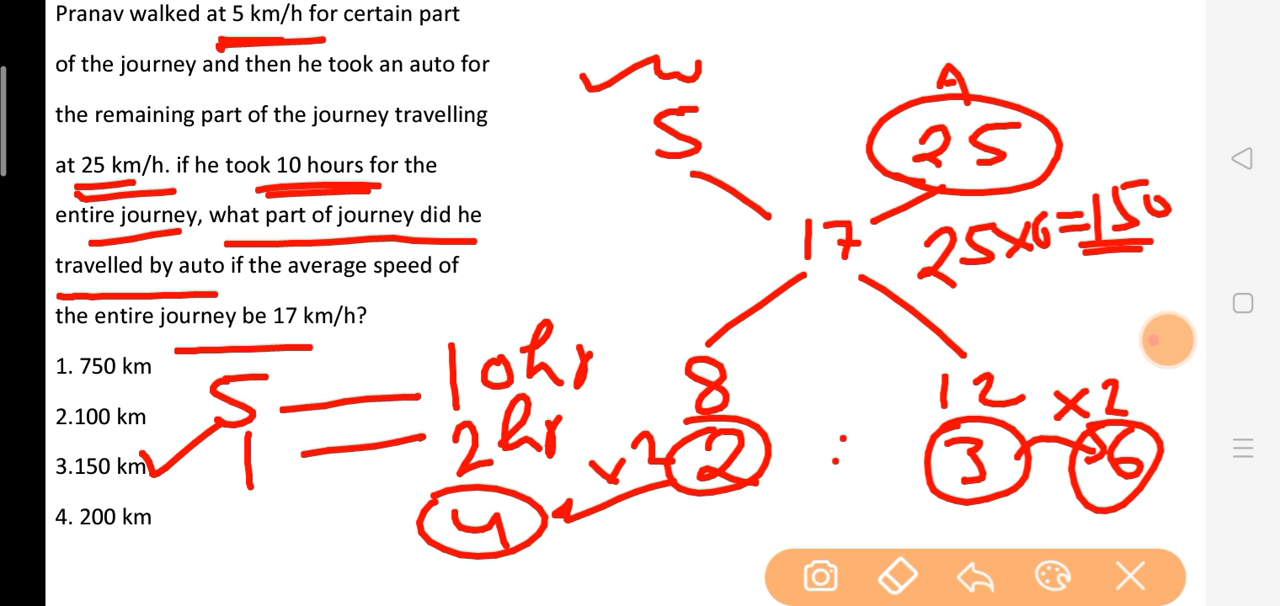 Pranav walked at 5 km/h for certain part
of the journey and then he took an auto for
the remaining part of the journey travelling
at 25 km/h. if he took 10 hours for the
entire journey, what part of journey did he
travelled by auto if the average speed of
the entire journey be 17 km/h?
1. 750 km
2.100 km
3.150 km
4. 200 km
W A
5 25
17 25×6=150
8 12 ×2
2 : 3 6
5 — 10hr
1 — 2hr ×2
4